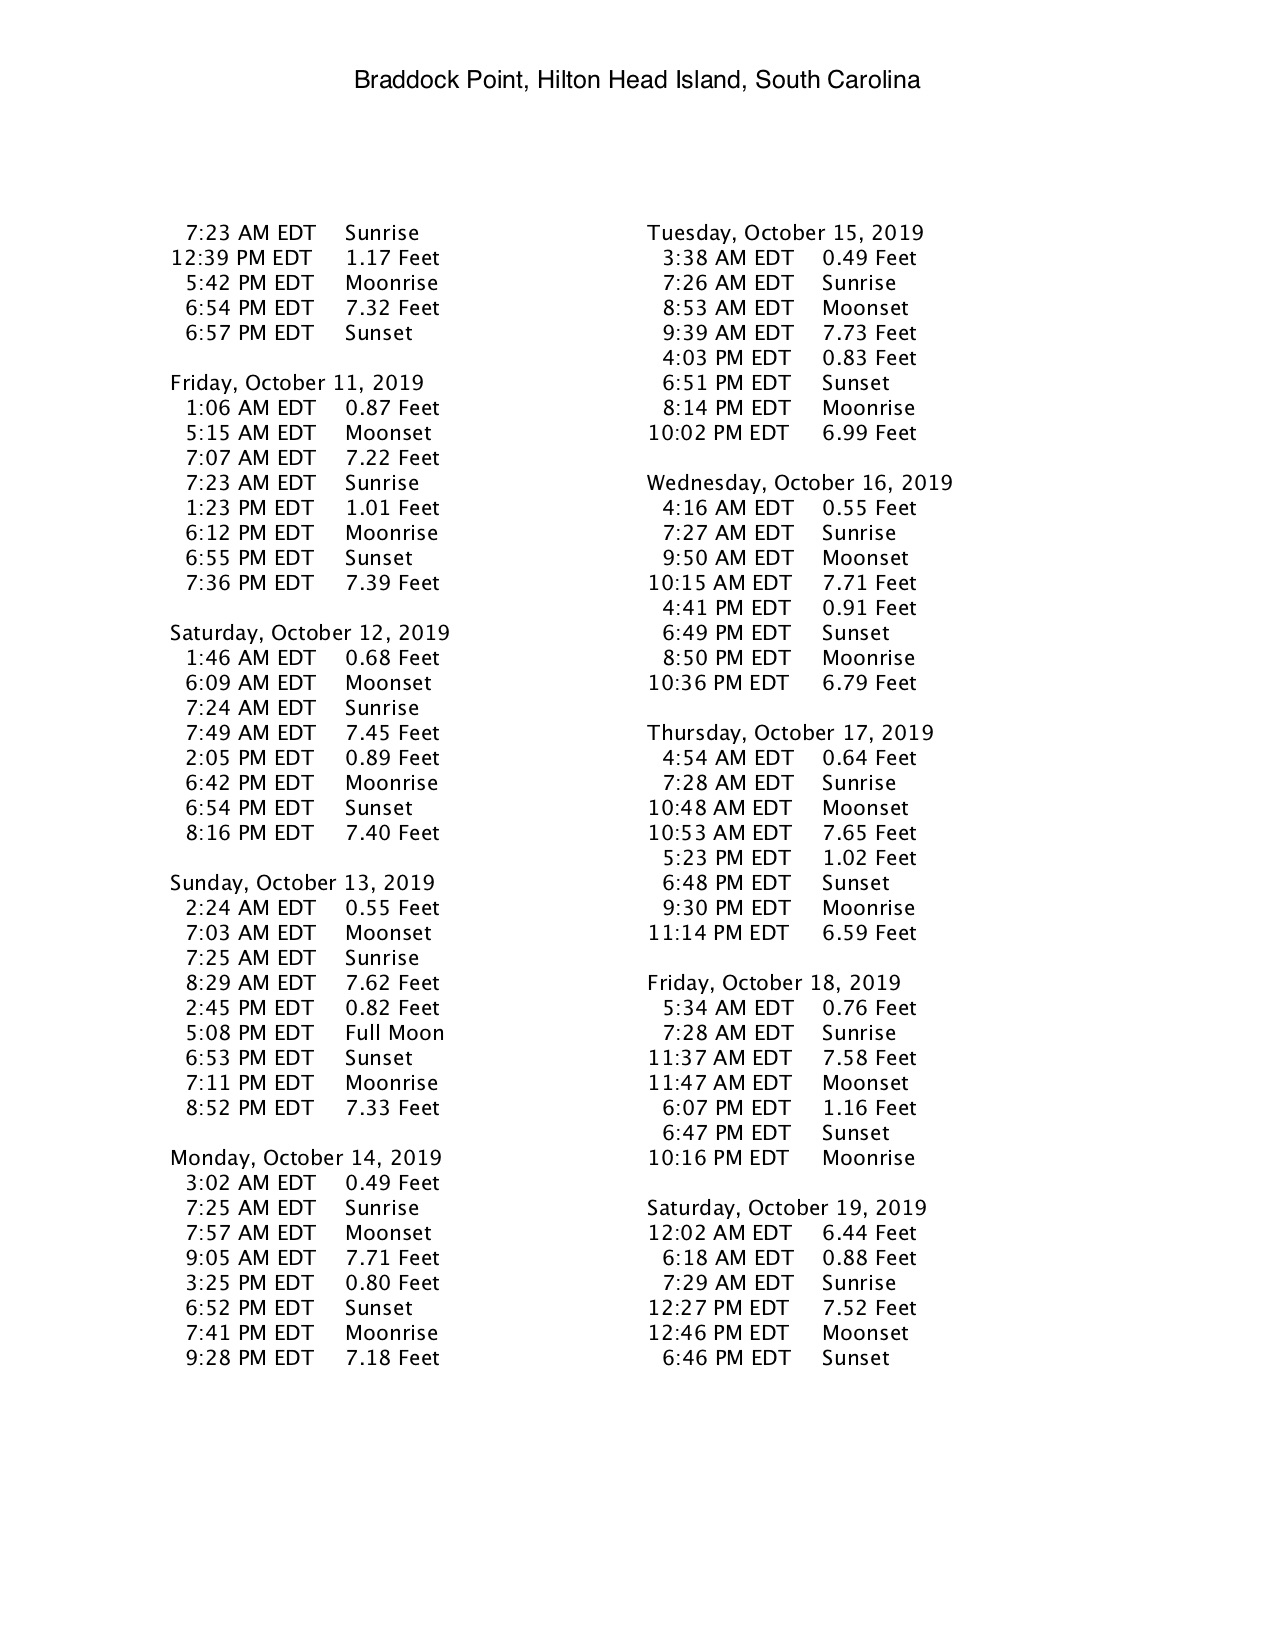 Braddock Point, Hilton Head Island, South Carolina
7:23 AM EDT Sunrise
12:39 PM EDT 1.17 Feet
5:42 PM EDT Moonrise
6:54 PM EDT 7.32 Feet
6:57 PM EDT Sunset
Friday, October 11, 2019
1:06 AM EDT 0.87 Feet
5:15 AM EDT Moonset
7:07 AM EDT 7.22 Feet
7:23 AM EDT Sunrise
1:23 PM EDT 1.01 Feet
6:12 PM EDT Moonrise
6:55 PM EDT Sunset
7:36 PM EDT 7.39 Feet
Saturday, October 12, 2019
1:46 AM EDT 0.68 Feet
6:09 AM EDT Moonset
7:24 AM EDT Sunrise
7:49 AM EDT 7.45 Feet
2:05 PM EDT 0.89 Feet
6:42 PM EDT Moonrise
6:54 PM EDT Sunset
8:16 PM EDT 7.40 Feet
Sunday, October 13, 2019
2:24 AM EDT 0.55 Feet
7:03 AM EDT Moonset
7:25 AM EDT Sunrise
8:29 AM EDT 7.62 Feet
2:45 PM EDT 0.82 Feet
5:08 PM EDT Full Moon
6:53 PM EDT Sunset
7:11 PM EDT Moonrise
8:52 PM EDT 7.33 Feet
Monday, October 14, 2019
3:02 AM EDT 0.49 Feet
7:25 AM EDT Sunrise
7:57 AM EDT Moonset
9:05 AM EDT 7.71 Feet
3:25 PM EDT 0.80 Feet
6:52 PM EDT Sunset
7:41 PM EDT Moonrise
9:28 PM EDT 7.18 Feet
Tuesday, October 15, 2019
3:38 AM EDT 0.49 Feet
7:26 AM EDT Sunrise
8:53 AM EDT Moonset
9:39 AM EDT 7.73 Feet
4:03 PM EDT 0.83 Feet
6:51 PM EDT Sunset
8:14 PM EDT Moonrise
10:02 PM EDT 6.99 Feet
Wednesday, October 16, 2019
4:16 AM EDT 0.55 Feet
7:27 AM EDT Sunrise
9:50 AM EDT Moonset
10:15 AM EDT 7.71 Feet
4:41 PM EDT 0.91 Feet
6:49 PM EDT Sunset
8:50 PM EDT Moonrise
10:36 PM EDT 6.79 Feet
Thursday, October 17, 2019
4:54 AM EDT 0.64 Feet
7:28 AM EDT Sunrise
10:48 AM EDT Moonset
10:53 AM EDT 7.65 Feet
5:23 PM EDT 1.02 Feet
6:48 PM EDT Sunset
9:30 PM EDT Moonrise
11:14 PM EDT 6.59 Feet
Friday, October 18, 2019
5:34 AM EDT 0.76 Feet
7:28 AM EDT Sunrise
11:37 AM EDT 7.58 Feet
11:47 AM EDT Moonset
6:07 PM EDT 1.16 Feet
6:47 PM EDT Sunset
10:16 PM EDT Moonrise
Saturday, October 19, 2019
12:02 AM EDT 6.44 Feet
6:18 AM EDT 0.88 Feet
7:29 AM EDT Sunrise
12:27 PM EDT 7.52 Feet
12:46 PM EDT Moonset
6:46 PM EDT Sunset